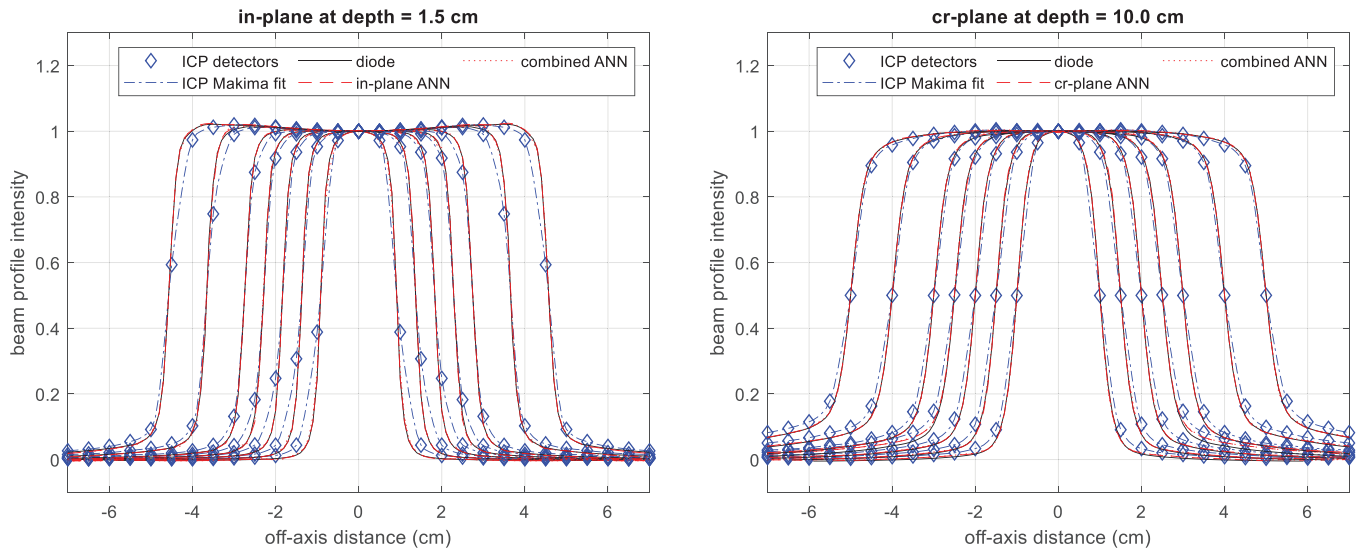 in-plane at depth = 1.5 cm
ICP detectors
diode
combined ANN
ICP Makima fit
in-plane ANN
1.2
1
0.8
0.6
0.4
0.2
0
beam profile intensity
-6
-4
-2
0
2
4
6
off-axis distance (cm)
cr-plane at depth = 10.0 cm
ICP detectors
diode
combined ANN
ICP Makima fit
cr-plane ANN
1.2
1
0.8
0.6
0.4
0.2
0
beam profile intensity
-6
-4
-2
0
2
4
6
off-axis distance (cm)